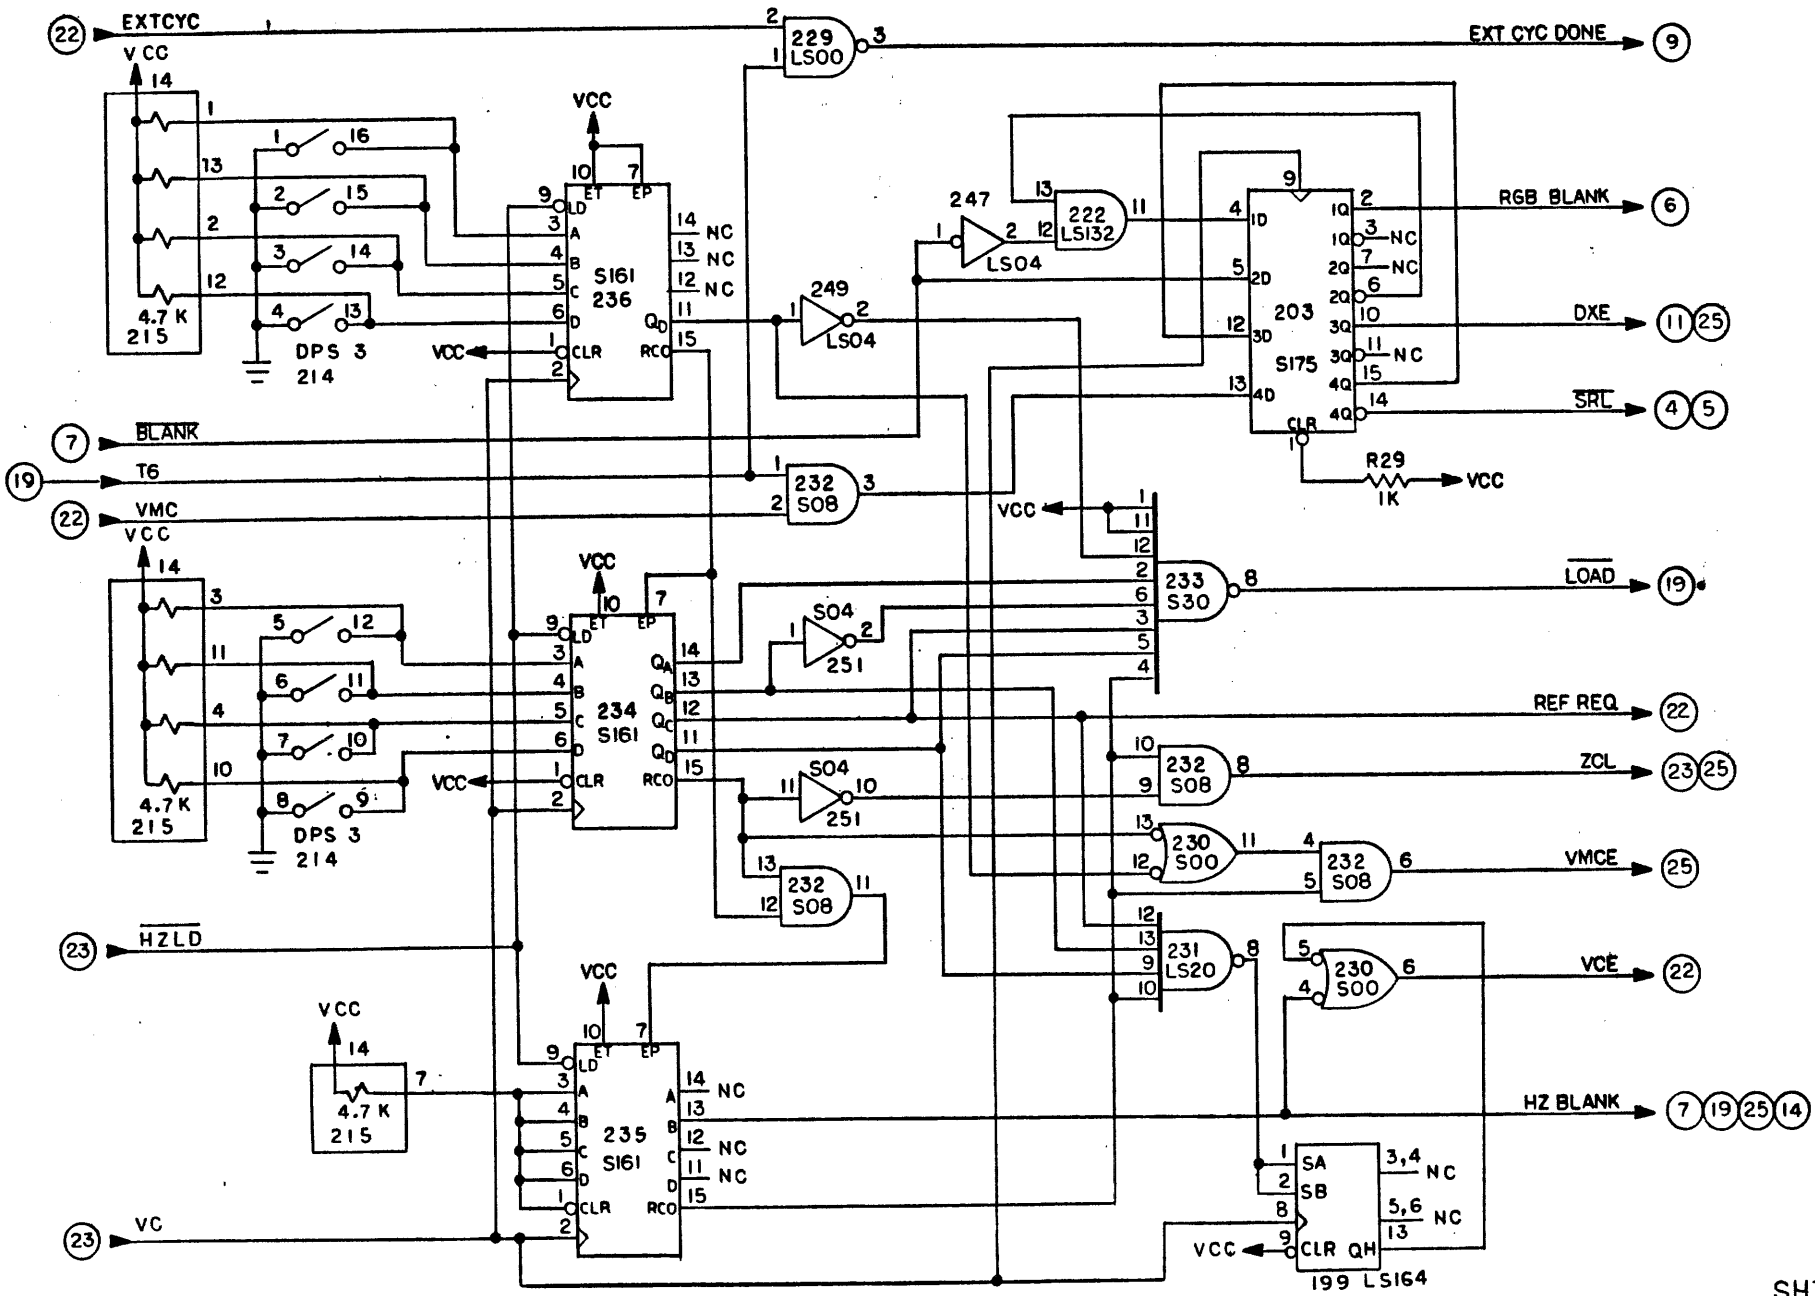 22 EXTCYC 2 229 LS00 3 EXT CYC DONE 9
1
VCC
14
1
1 16
13
2 15
2
3 14
12
4 13
4.7 K
215
DPS 3
214
VCC
10 7
ET EP
9 LD
3 A
4 B
5 C
6 D
1 CLR
VCC
2
S161
236
14 NC
13 NC
12 NC
QD 11
RCO 15
1 249 2
LS04
247
1 2
LS04
13
12
222
LS132
11
9
4 1D
5 2D
12 3D
13 4D
203
S175
CLR
1
1Q 2 RGB BLANK 6
1Q 3 NC
2Q 7 NC
2Q 6
3Q 10 DXE 11 25
3Q 11 NC
4Q 15
4Q 14 SRL 4 5
R29
1K
VCC
7 BLANK
19 T6
22 VMC
1
2
232
S08
3
VCC
14
3
5 12
11
6 11
4
7 10
10
8 9
4.7 K
215
DPS 3
214
VCC
10 7
ET EP
9 LD
3 A
4 B
5 C
6 D
1 CLR
VCC
2
234
S161
QA 14
QB 13
QC 12
QD 11
RCO 15
S04
1 2
251
S04
11 10
251
VCC
1
11
12
2
6
3
5
4
233
S30
8 LOAD 19
REF REQ 22
10
9
232
S08
8 ZCL 23 25
13
12
230
S00
11
4
5
232
S08
6 VMCE 25
13
12
232
S08
11
12
13
9
10
231
LS20
8
5
4
230
S00
6 VCE 22
23 HZLD
VCC
14
7
4.7 K
215
VCC
10 7
ET EP
9 LD
3 A
4 B
5 C
6 D
1 CLR
2
235
S161
A 14 NC
B 13 HZ BLANK 7 19 25 14
C 12 NC
D 11 NC
RCO 15
23 VC
1 SA
2 SB
8
9 CLR
VCC
3,4 NC
5,6 NC
QH 13
199 LS164